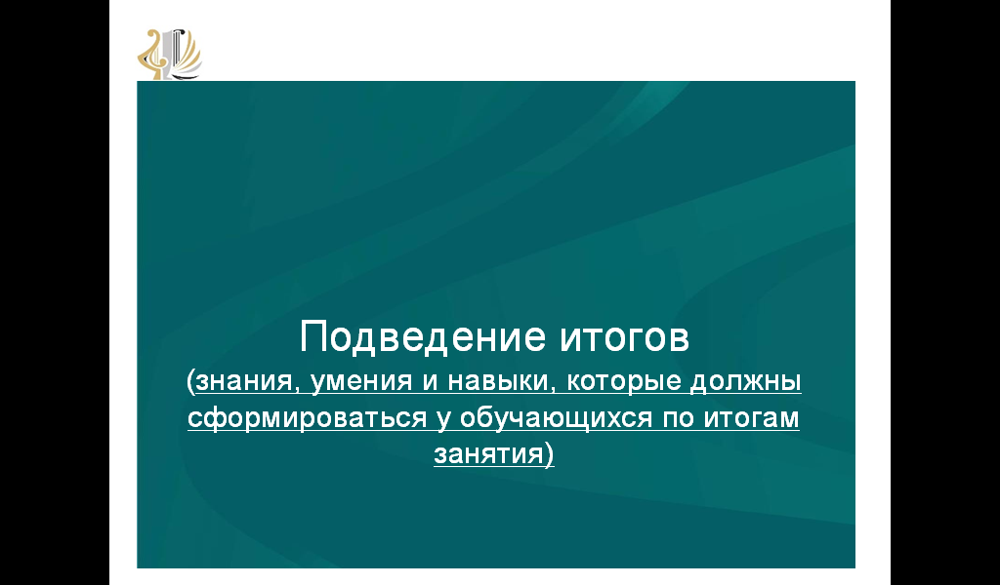 Подведение итогов
(знания, умения и навыки, которые должны
сформироваться у обучающихся по итогам
занятия)